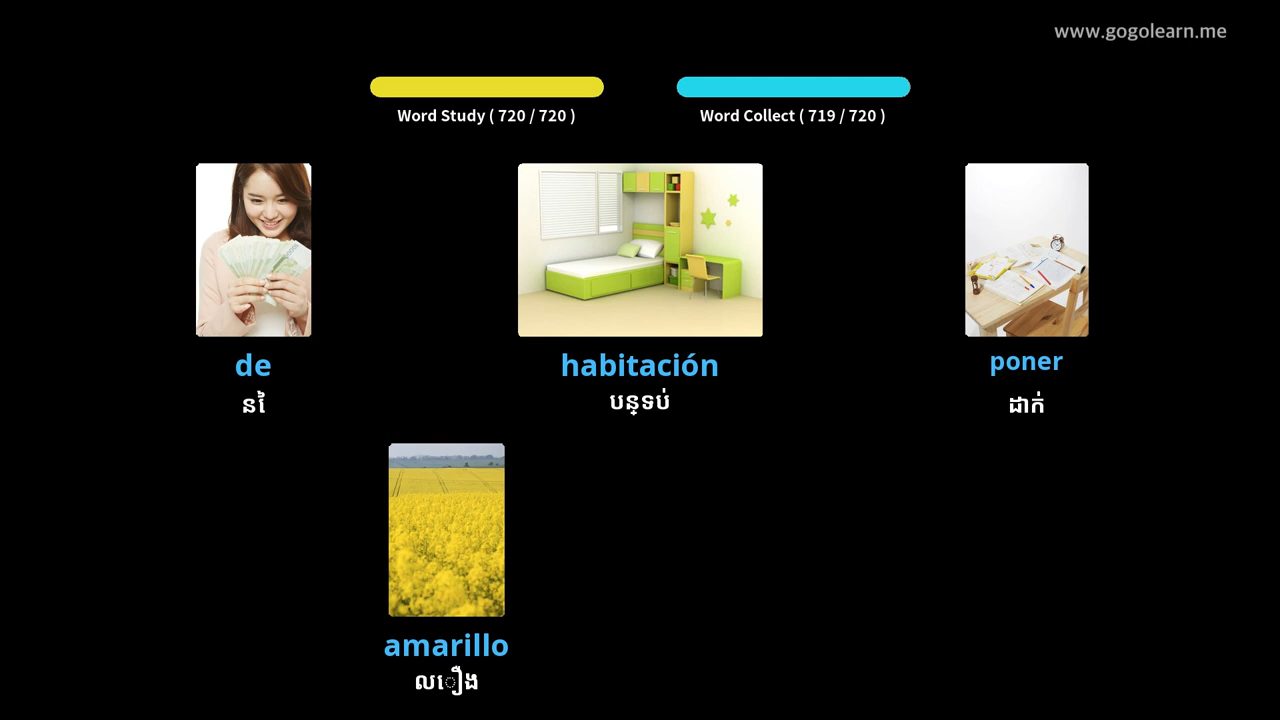 www.gogolearn.me
Word Study ( 720 / 720 )
Word Collect ( 719 / 720 )
de
នៃ
habitación
បន្ទប់
poner
ដាក់
amarillo
លឿង